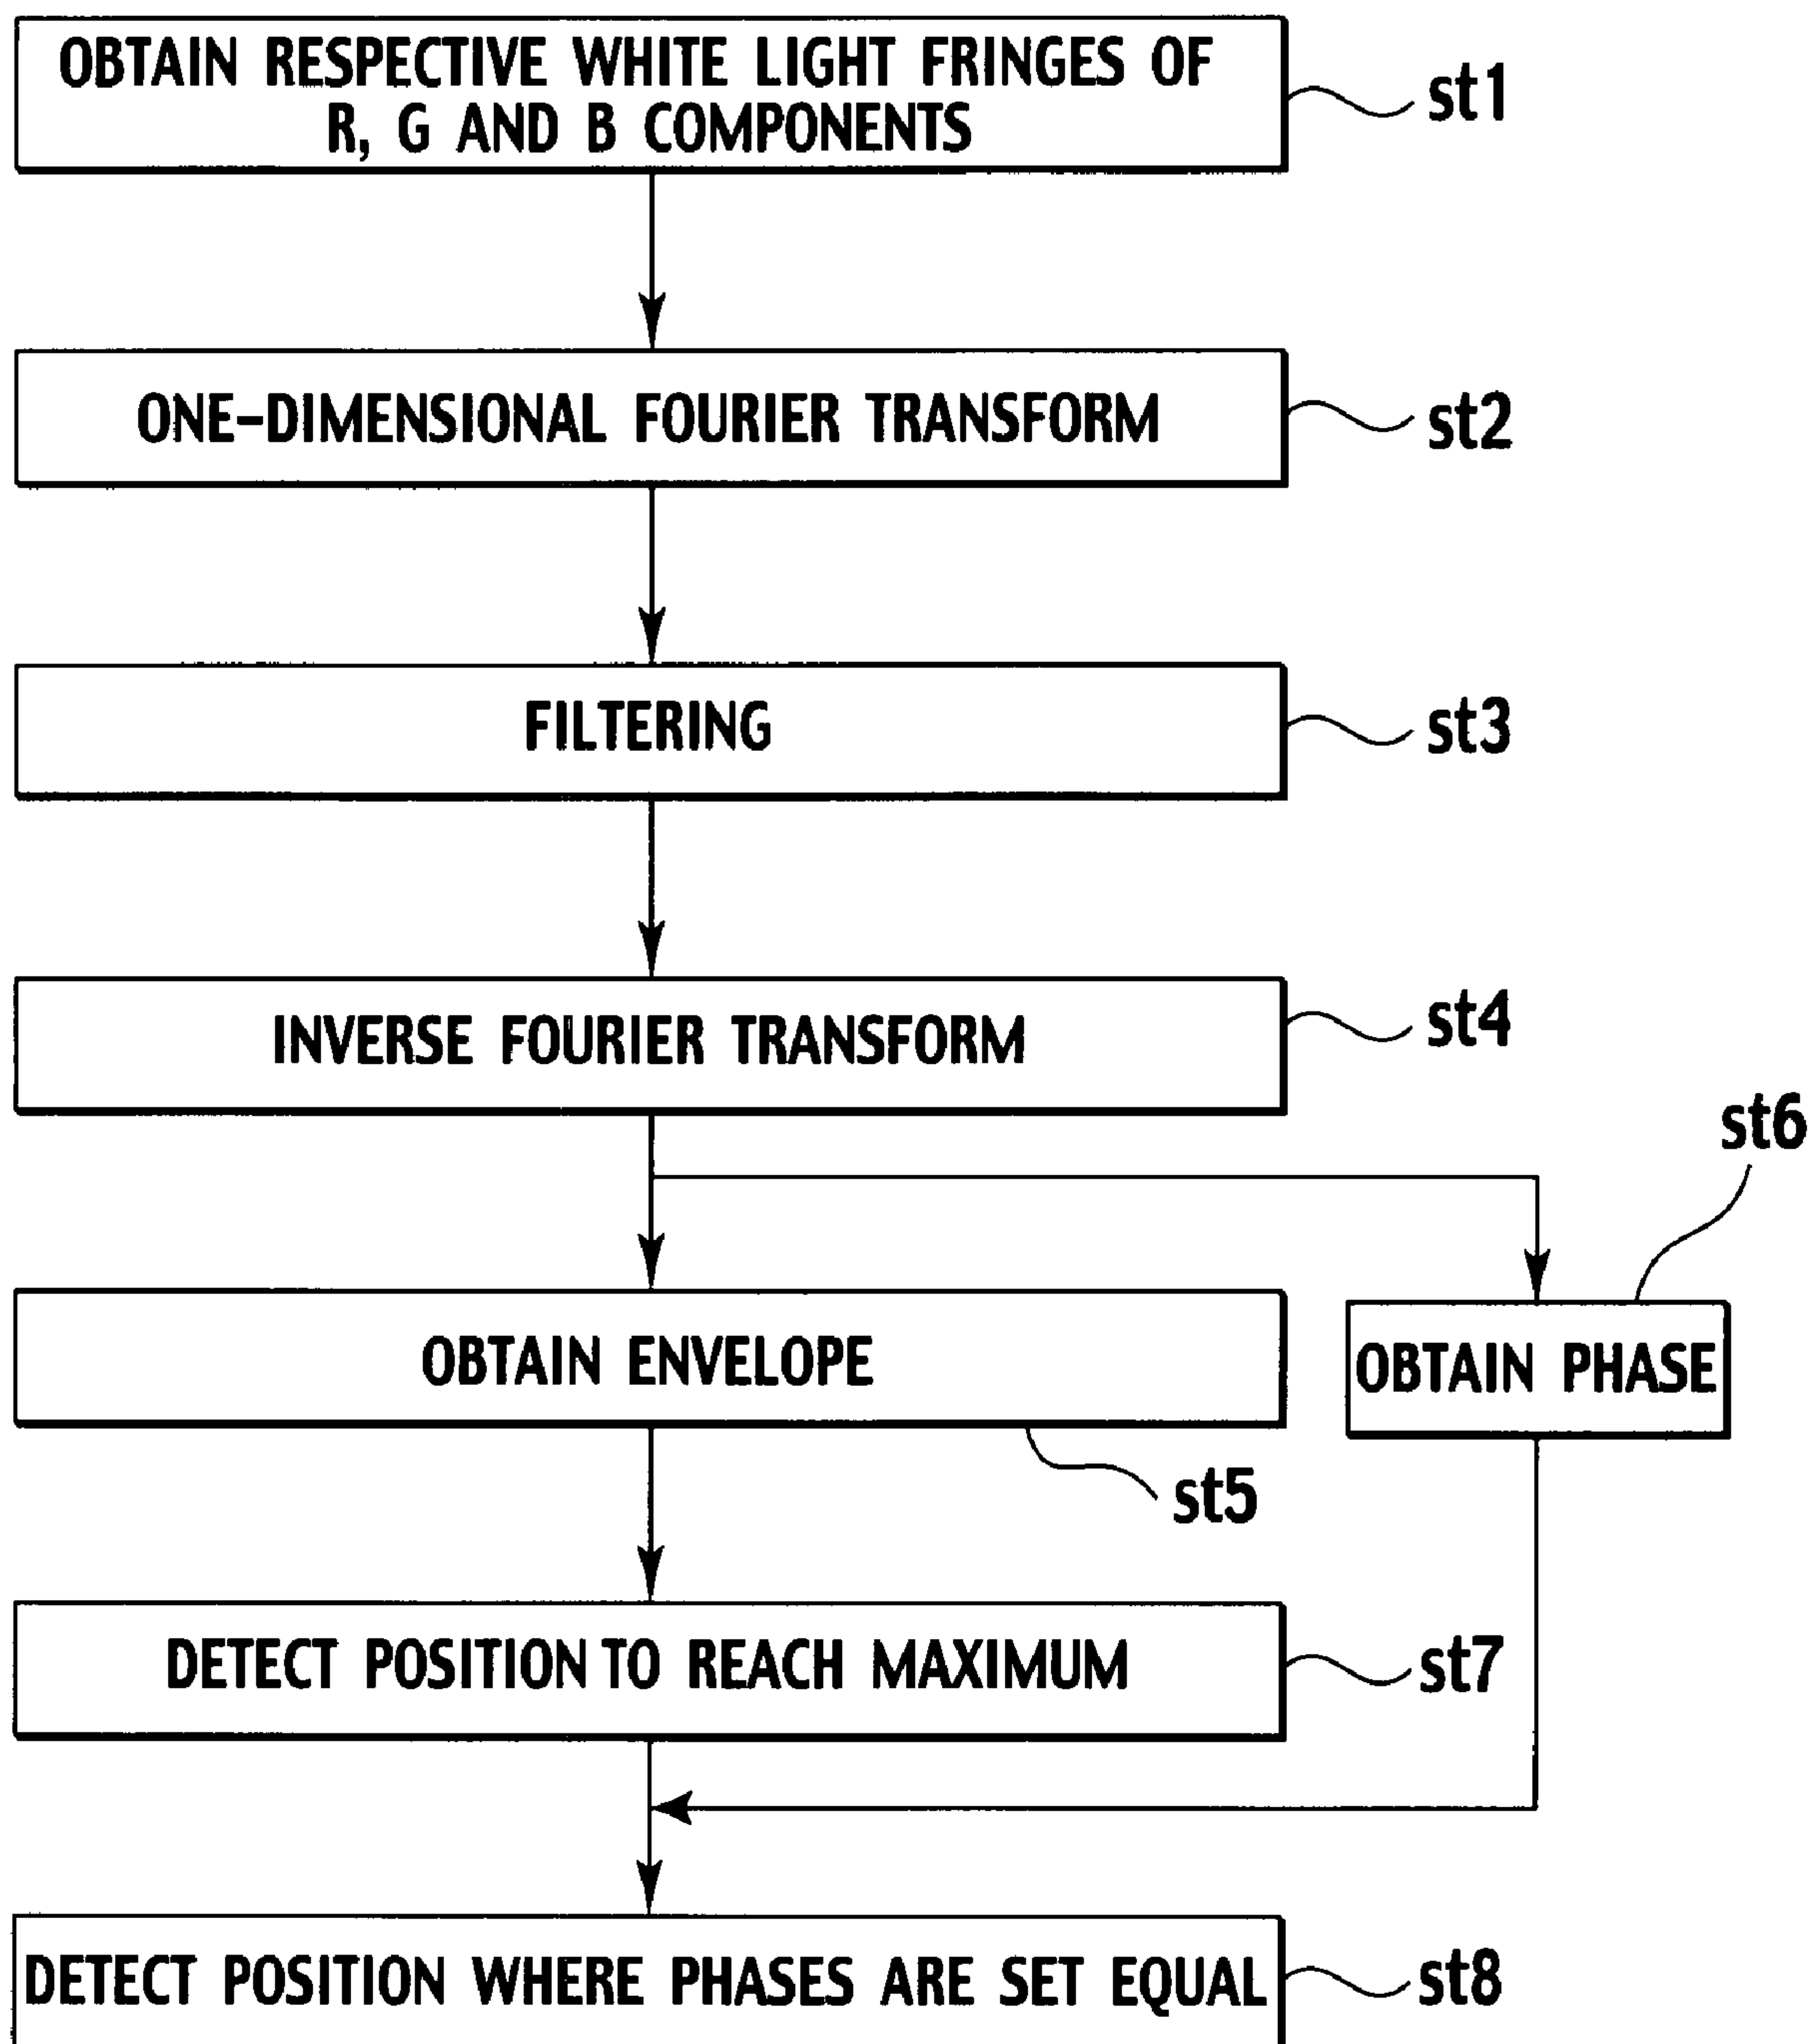 OBTAIN RESPECTIVE WHITE LIGHT FRINGES OF
R, G AND B COMPONENTS
st1
ONE-DIMENSIONAL FOURIER TRANSFORM
st2
FILTERING
st3
INVERSE FOURIER TRANSFORM
st4
st6
OBTAIN ENVELOPE
OBTAIN PHASE
st5
DETECT POSITION TO REACH MAXIMUM
st7
DETECT POSITION WHERE PHASES ARE SET EQUAL
st8